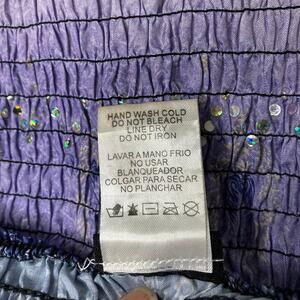 HAND WASH COLD
DO NOT BLEACH
LINE DRY
DO NOT IRON
LAVAR A MANO FRIO
NO USAR
BLANQUEADOR
COLGAR PARA SECAR
NO PLANCHAR